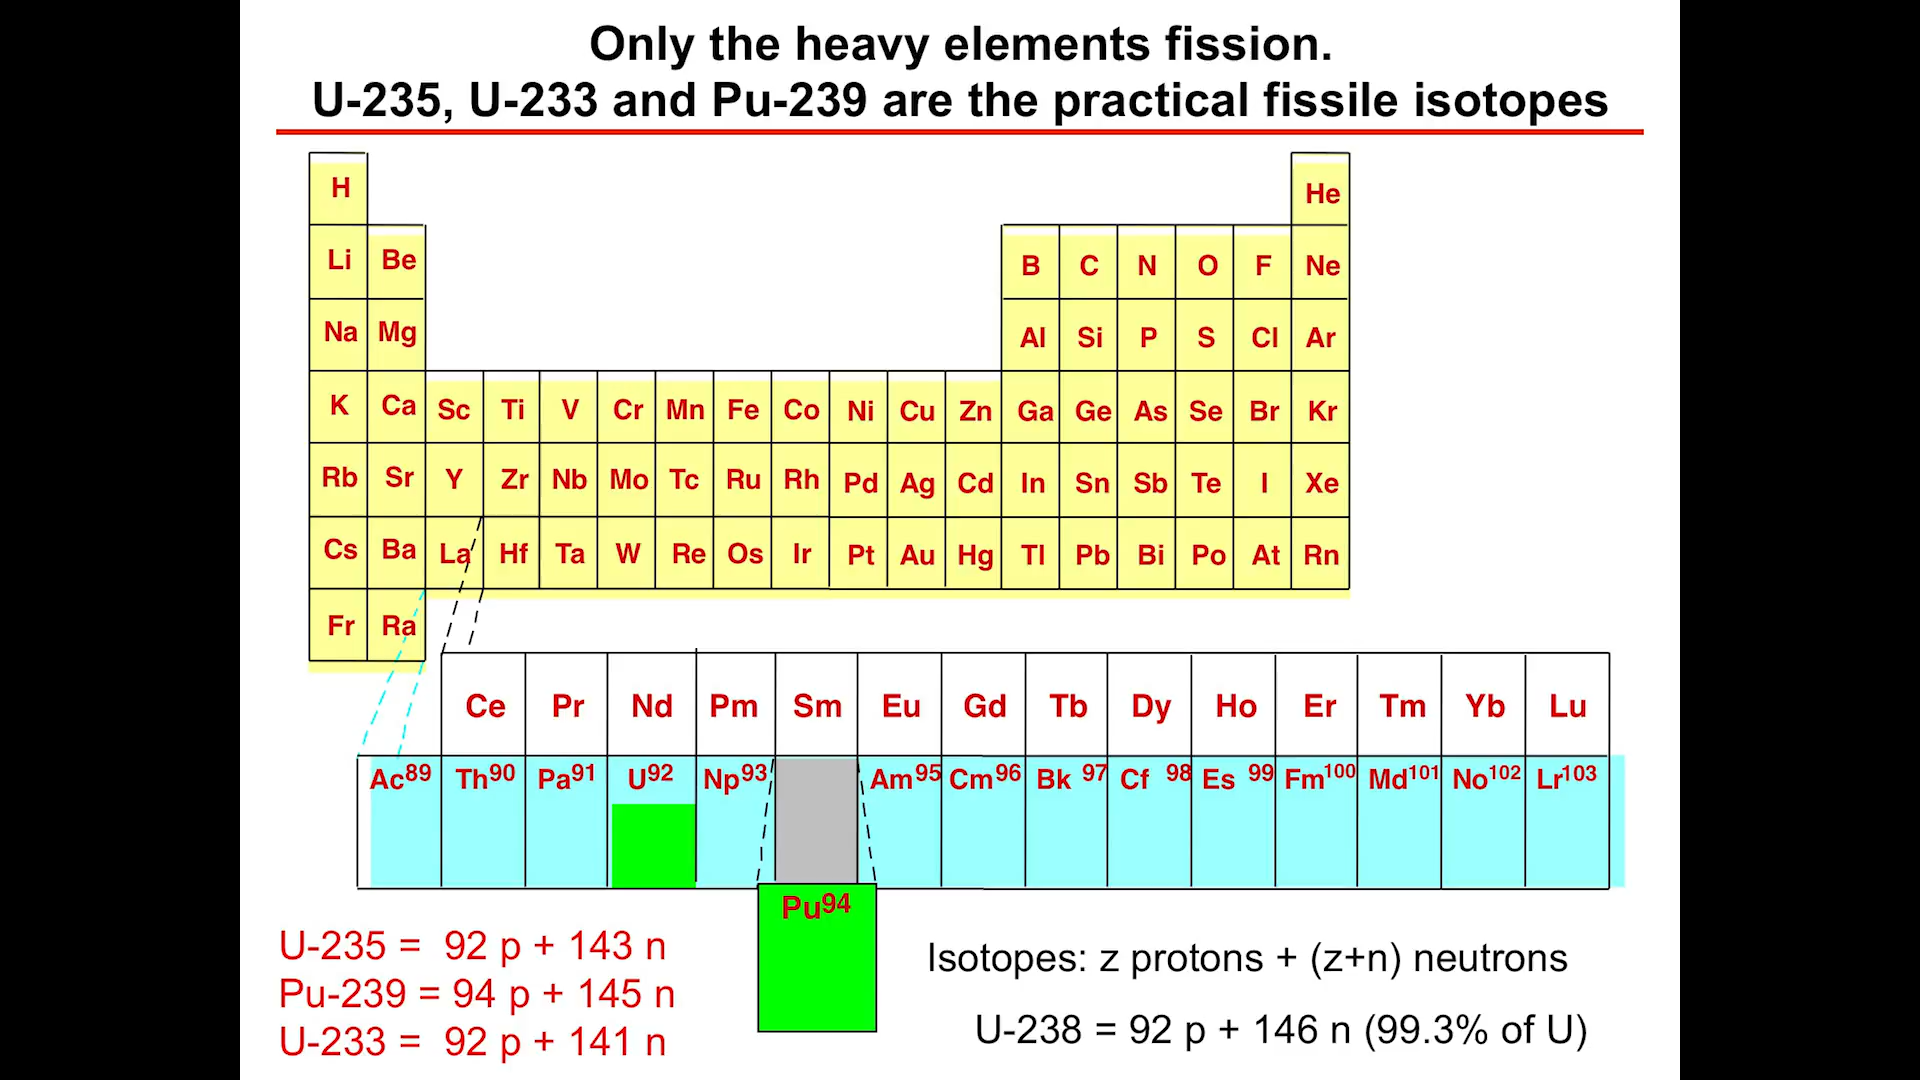 Only the heavy elements fission.
U-235, U-233 and Pu-239 are the practical fissile isotopes
H He
Li Be B C N O F Ne
Na Mg Al Si P S Cl Ar
K Ca Sc Ti V Cr Mn Fe Co Ni Cu Zn Ga Ge As Se Br Kr
Rb Sr Y Zr Nb Mo Tc Ru Rh Pd Ag Cd In Sn Sb Te I Xe
Cs Ba La Hf Ta W Re Os Ir Pt Au Hg Tl Pb Bi Po At Rn
Fr Ra
Ce Pr Nd Pm Sm Eu Gd Tb Dy Ho Er Tm Yb Lu
Ac89 Th90 Pa91 U92 Np93 Am95 Cm96 Bk 97 Cf 98 Es 99 Fm100 Md101 No102 Lr103
Pu94
U-235 = 92 p + 143 n
Pu-239 = 94 p + 145 n
U-233 = 92 p + 141 n
Isotopes: z protons + (z+n) neutrons
U-238 = 92 p + 146 n (99.3% of U)